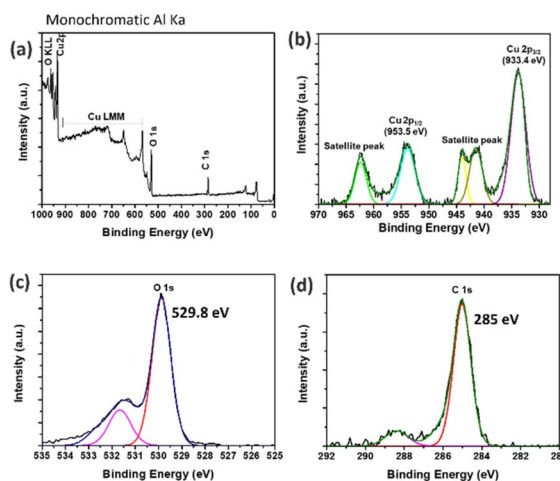 Monochromatic Al Ka
(a)
O KLL
Cu2p
Cu LMM
O 1s
C 1s
Intensity (a.u.)
1000 900 800 700 600 500 400 300 200 100 0
Binding Energy (eV)
(b)
Cu 2p3/2
(933.4 eV)
Cu 2p1/2
(953.5eV)
Satellite peak
Satellite peak
Intensity (a.u.)
970 965 960 955 950 945 940 935 930
Binding Energy (eV)
(c)
O 1s
529.8 eV
Intensity (a.u.)
535 534 533 532 531 530 529 528 527 526 525
Binding Energy (eV)
(d)
C 1s
285 eV
Intensity (a.u.)
292 290 288 286 284 282 28
Binding Energy (eV)